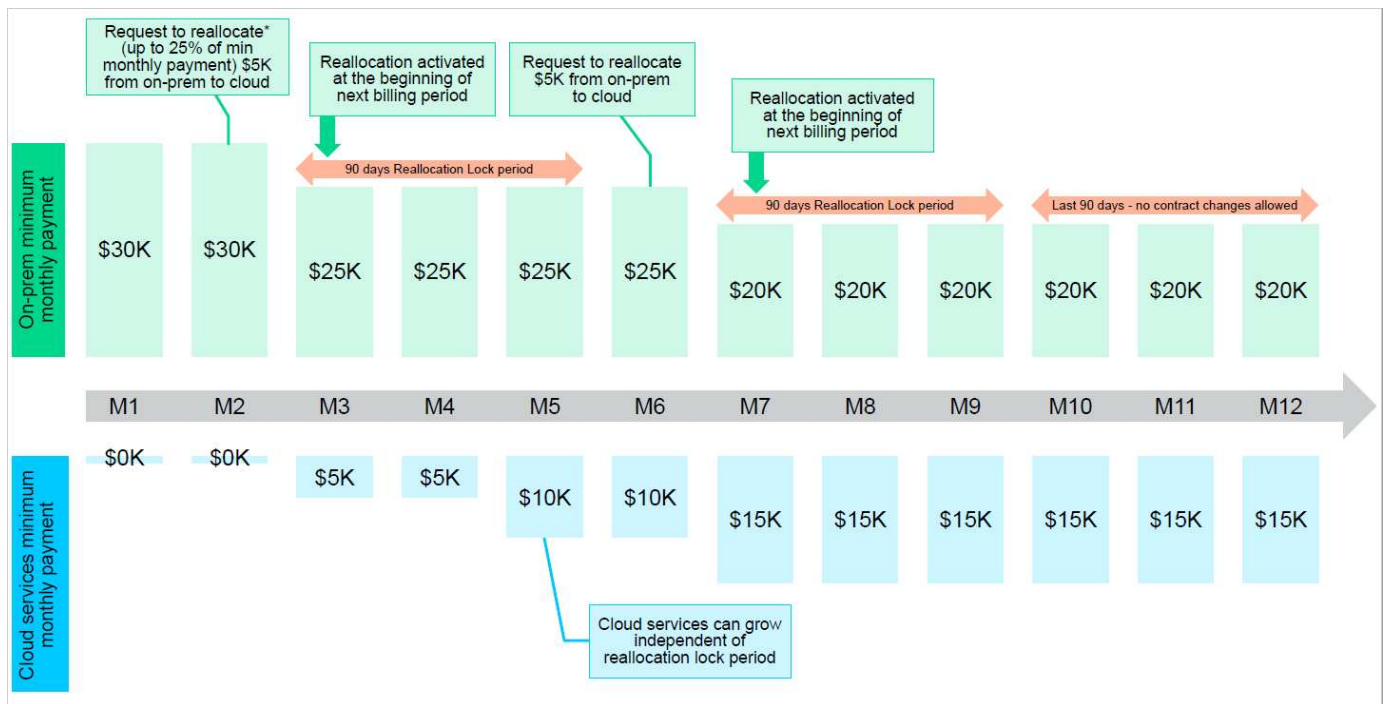 Request to reallocate*
(up to 25% of min
monthly payment) $5K
from on-prem to cloud
Reallocation activated
at the beginning of
next billing period
Request to reallocate
$5K from on-prem
to cloud
Reallocation activated
at the beginning of
next billing period
90 days Reallocation Lock period
90 days Reallocation Lock period
Last 90 days - no contract changes allowed
On-prem minimum
monthly payment
$30K
$30K
$25K
$25K
$25K
$25K
$20K
$20K
$20K
$20K
$20K
$20K
M1
M2
M3
M4
M5
M6
M7
M8
M9
M10
M11
M12
Cloud services minimum
monthly payment
$0K
$0K
$5K
$5K
$10K
$10K
$15K
$15K
$15K
$15K
$15K
$15K
Cloud services can grow
independent of
reallocation lock period